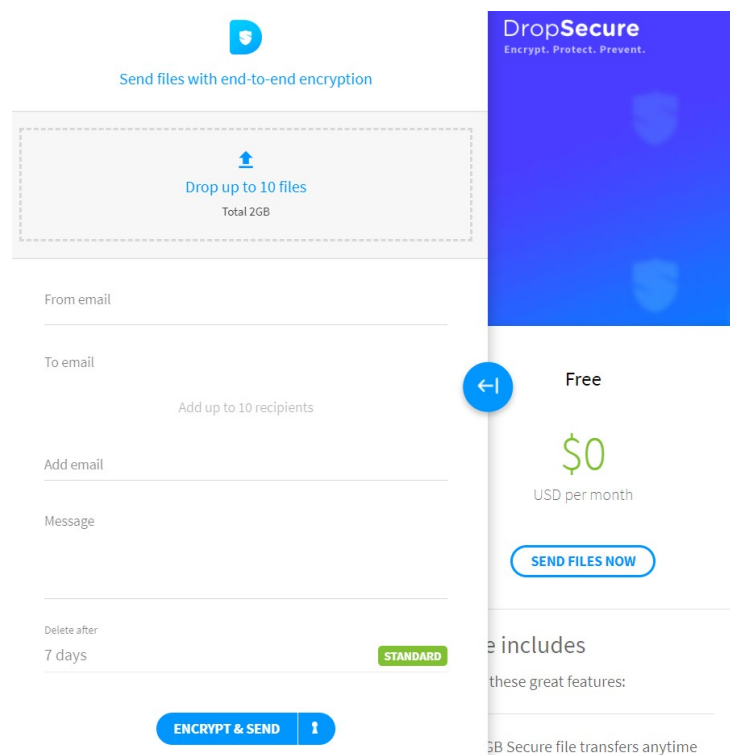 Send files with end-to-end encryption
Drop up to 10 files
Total 2GB
From email
To email
Add up to 10 recipients
Add email
Message
Delete after
7 days
STANDARD
ENCRYPT & SEND
DropSecure
Encrypt. Protect. Prevent.
Free
$0
USD per month
SEND FILES NOW
includes
these great features:
Secure file transfers anytime